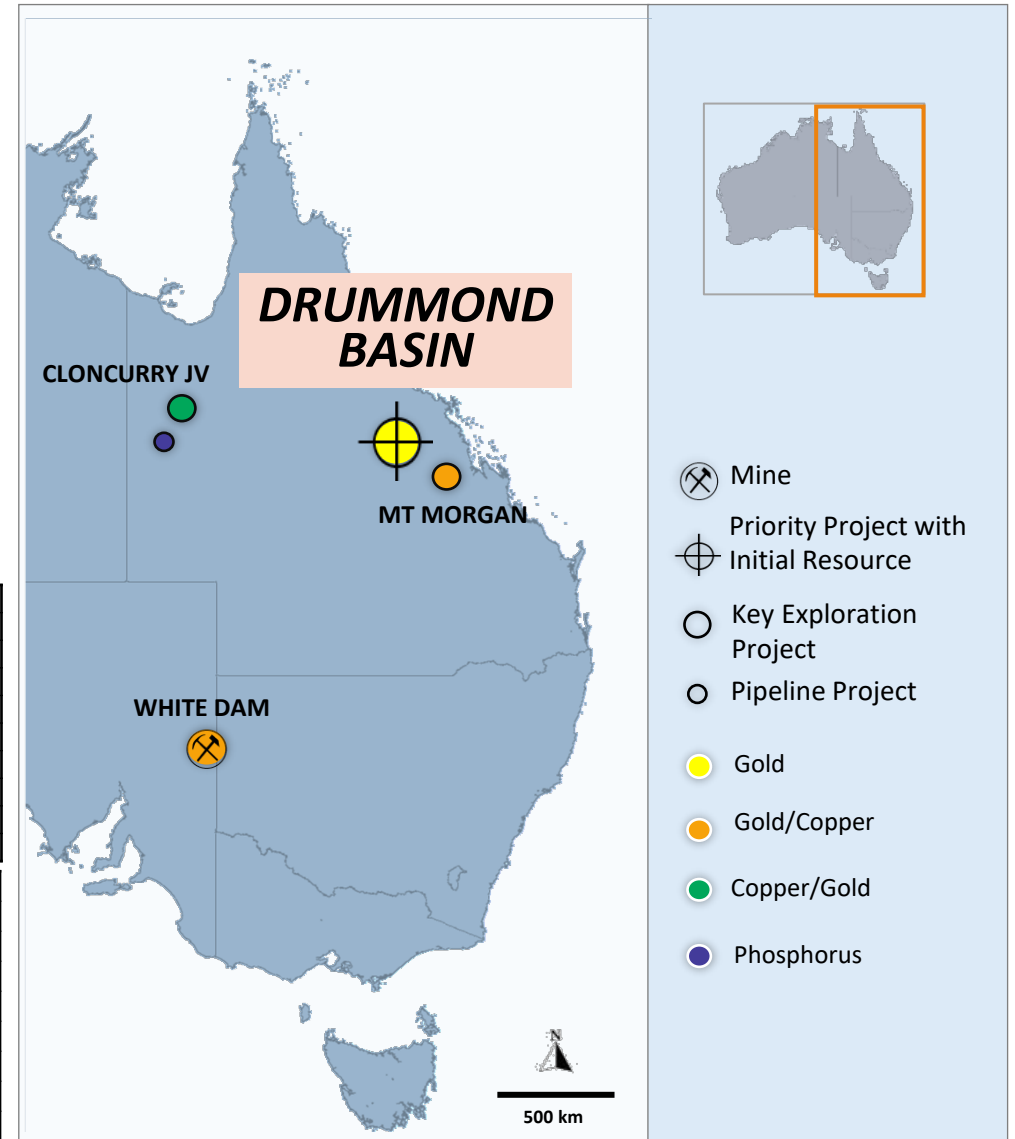 DRUMMOND
BASIN
CLONCURRY JV
MT MORGAN
WHITE DAM
N
500 km
Mine
Priority Project with
Initial Resource
Key Exploration
Project
Pipeline Project
Gold
Gold/Copper
Copper/Gold
Phosphorus